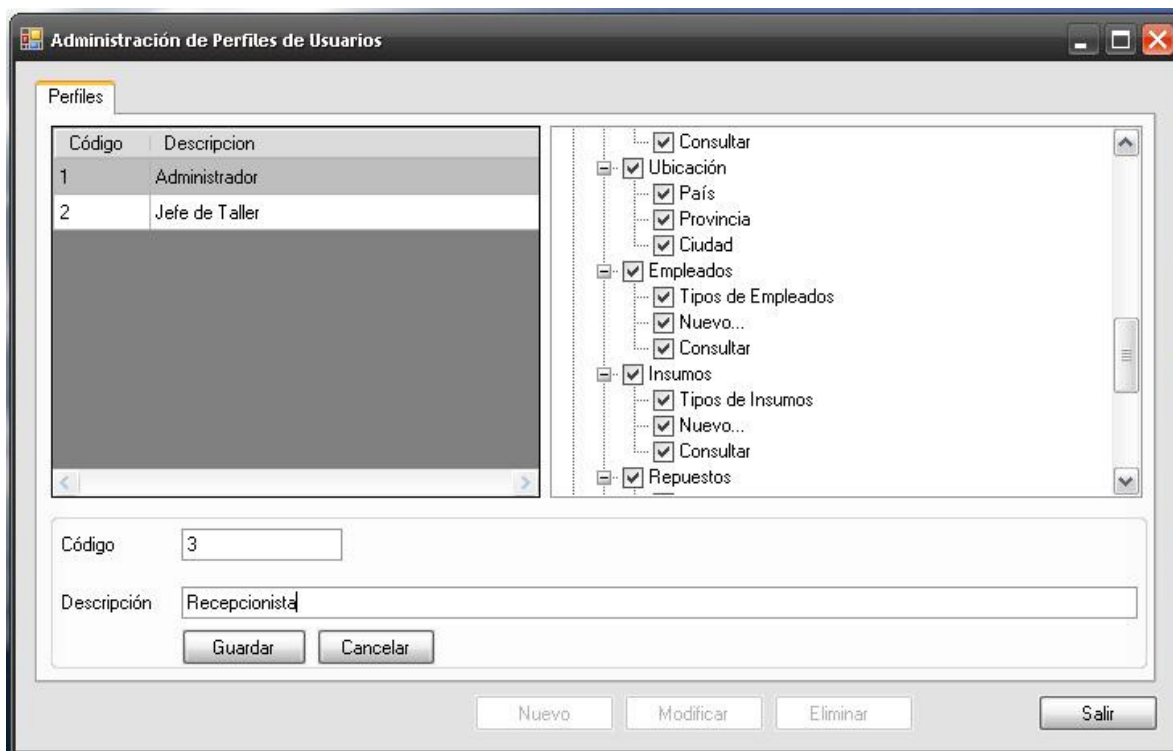 Administración de Perfiles de Usuarios
Perfiles
Código Descripcion
1 Administrador
2 Jefe de Taller
Consultar
Ubicación
País
Provincia
Ciudad
Empleados
Tipos de Empleados
Nuevo...
Consultar
Insumos
Tipos de Insumos
Nuevo...
Consultar
Repuestos
Código 3
Descripción Recepcionista
Guardar Cancelar
Nuevo Modificar Eliminar Salir